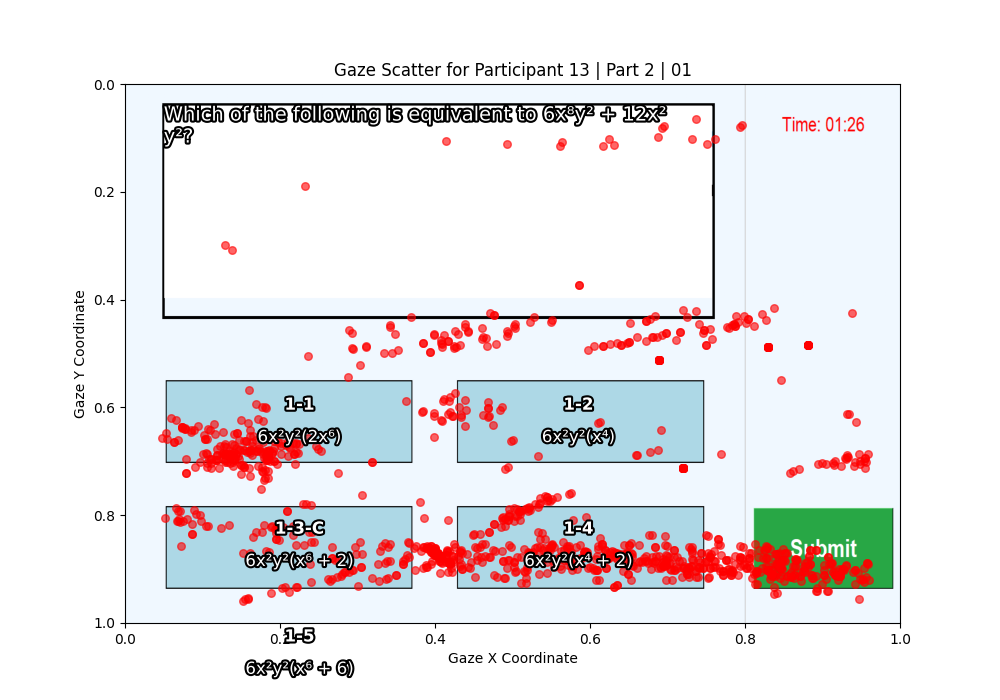 Gaze Scatter for Participant 13 | Part 2 | 01
Which of the following is equivalent to 6x⁸y² + 12x²
y²?
Time: 01:26
1-1
6x²y²(2x⁶)
1-2
6x²y²(x⁴)
1-3-C
6x²y²(x⁶ + 2)
1-4
6x²y²(x⁴ + 2)
Submit
1-5
6x²y²(x⁶ + 6)
0.0
0.2
0.4
0.6
0.8
1.0
Gaze Y Coordinate
0.0
0.2
0.4
0.6
0.8
1.0
Gaze X Coordinate